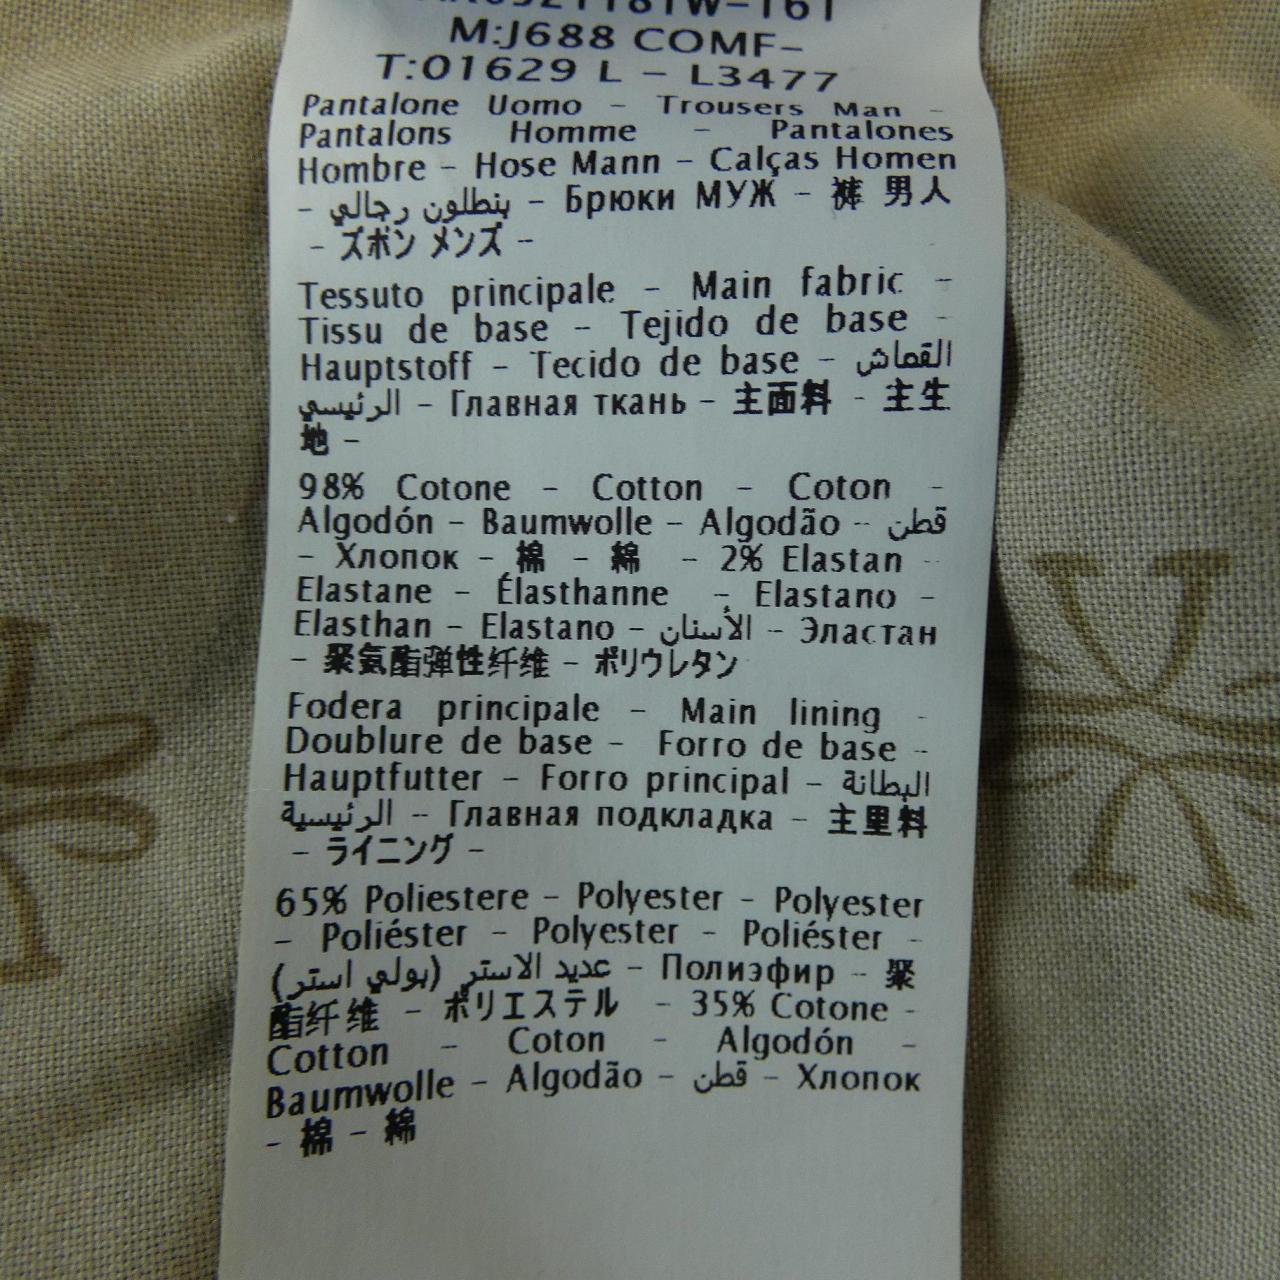 M:J688 COMF-
T:01629 L - L3477
Pantalone Uomo - Trousers Man -
Pantalons Homme - Pantalones
Hombre - Hose Mann - Calças Homen
- بنطلون رجالي - Брюки МУЖ - 裤 男人
- ズボン メンズ -
Tessuto principale - Main fabric -
Tissu de base - Tejido de base -
Hauptstoff - Tecido de base - القماش
الرئيسي - Главная ткань - 主面料 - 主生
地 -
98% Cotone - Cotton - Coton -
Algodón - Baumwolle - Algodão - قطن
- Хлопок - 棉 - 綿 - 2% Elastan -
Elastane - Élasthanne - Elastano -
Elasthan - Elastano - الأسنان - Эластан
- 聚氨酯弹性纤维 - ポリウレタン
Fodera principale - Main lining -
Doublure de base - Forro de base -
Hauptfutter - Forro principal - البطانة
الرئيسية - Главная подкладка - 主里料
- ライニング -
65% Poliestere - Polyester - Polyester
- Poliéster - Polyester - Poliéster -
عديد الاستر (بولي استر) - Полиэфир - 聚
酯纤维 - ポリエステル - 35% Cotone -
Cotton - Coton - Algodón -
Baumwolle - Algodão - قطن - Хлопок
- 棉 - 綿